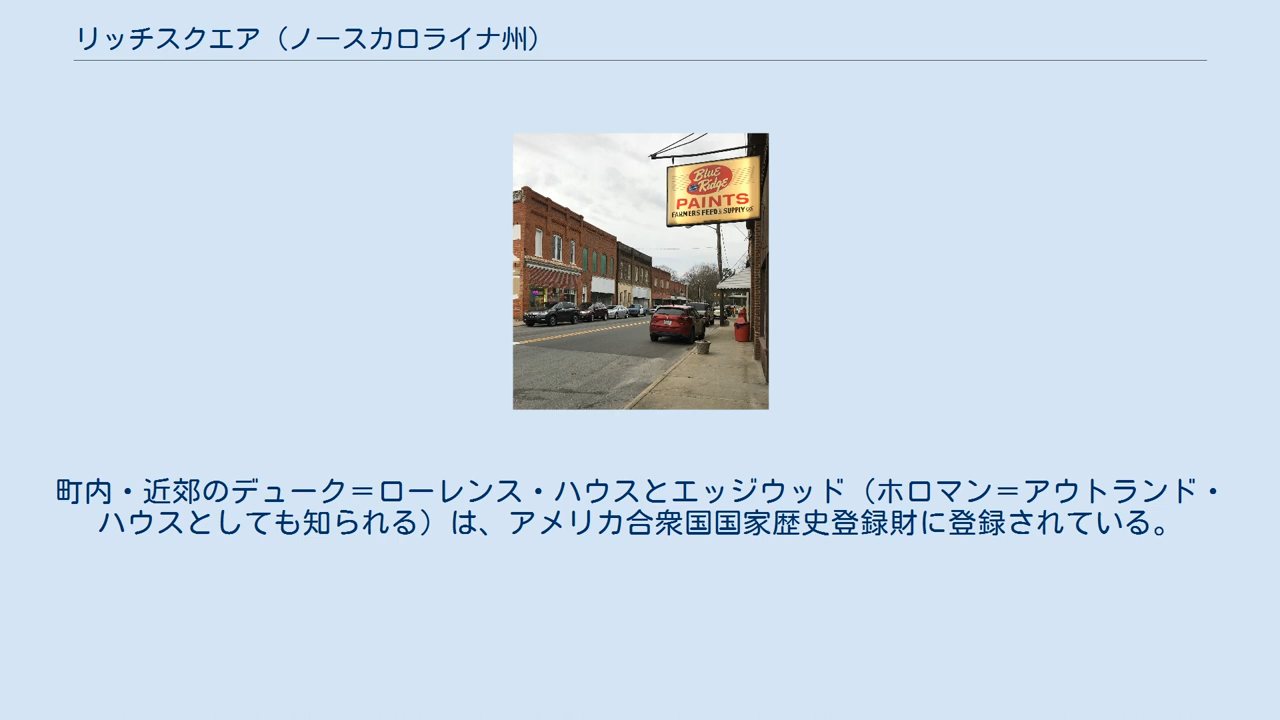 リッチスクエア（ノースカロライナ州）
Blue
Ridge
PAINTS
FARMERS FEED & SUPPLY CO
町内・近郊のデューク＝ローレンス・ハウスとエッジウッド（ホロマン＝アウトランド・
ハウスとしても知られる）は、アメリカ合衆国国家歴史登録財に登録されている。